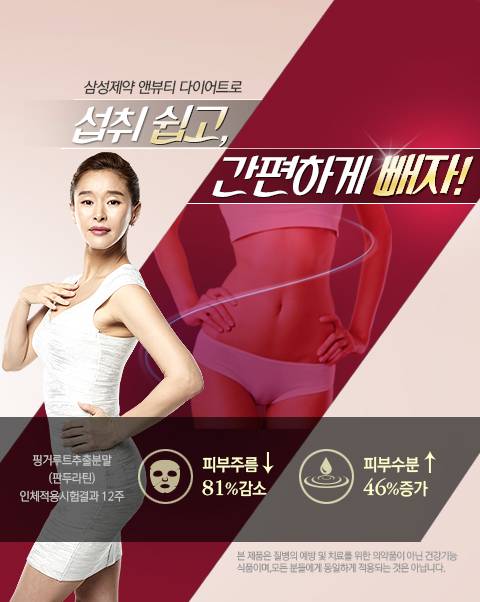 삼성제약 앤뷰티 다이어트로
섭취 쉽고,
간편하게 빼자!
핑거루트추출분말
(판두라틴)
인체적용시험결과 12주
피부주름↓
81%감소
피부수분↑
46%증가
본 제품은 질병의 예방 및 치료를 위한 의약품이 아닌 건강기능
식품이며,모든 분들에게 동일하게 적용되는 것은 아닙니다.